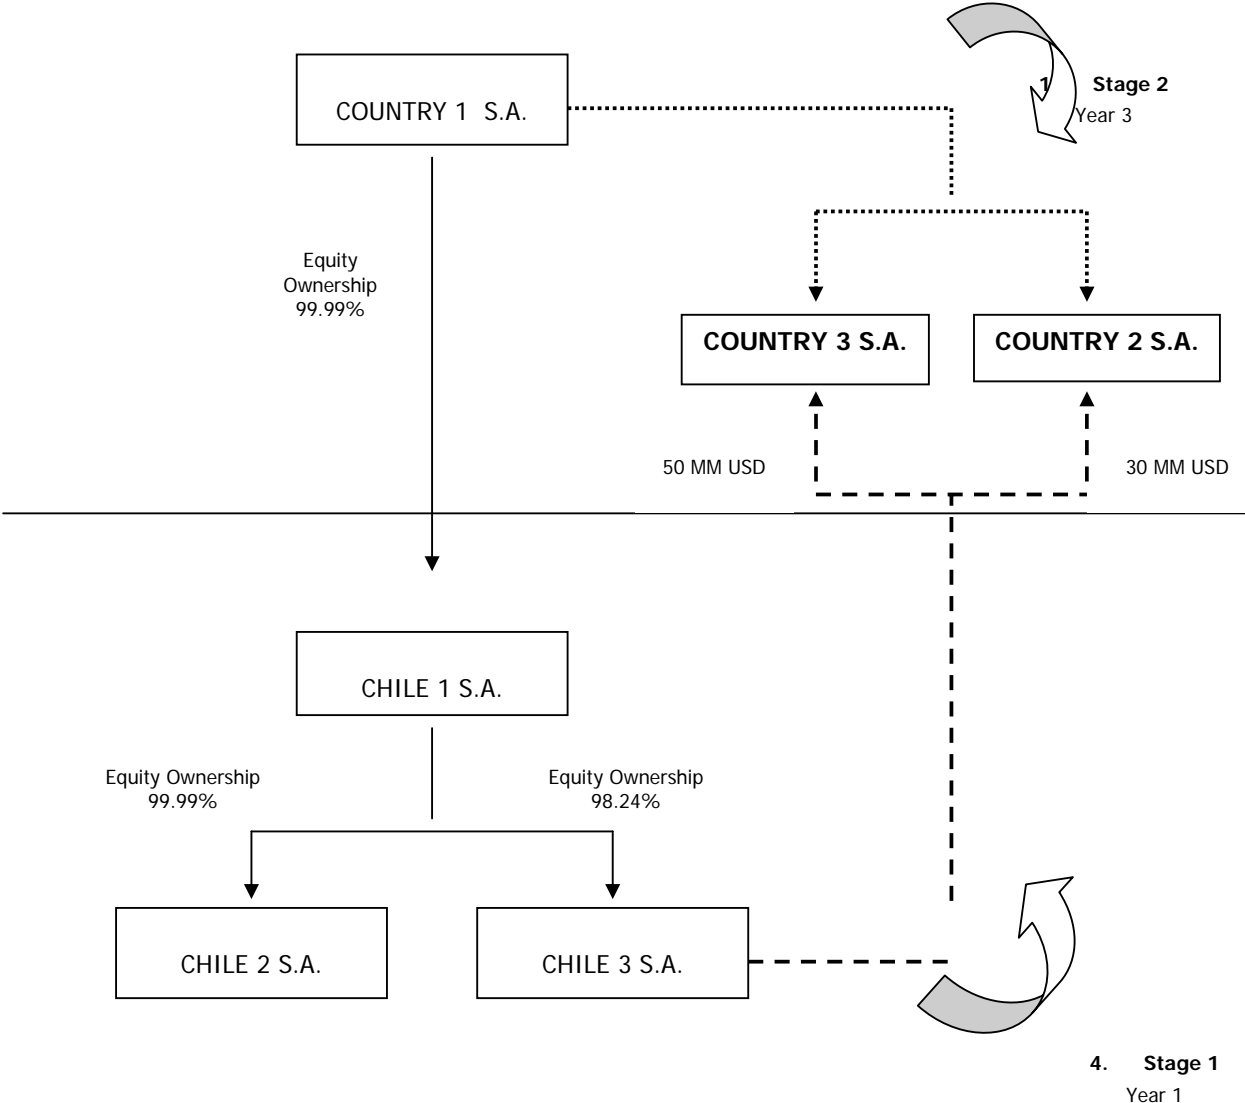 1 Stage 2
COUNTRY 1 S.A.
Year 3
Equity
Ownership
99.99%
COUNTRY 3 S.A.
COUNTRY 2 S.A.
50 MM USD
30 MM USD
CHILE 1 S.A.
Equity Ownership
99.99%
Equity Ownership
98.24%
CHILE 2 S.A.
CHILE 3 S.A.
4. Stage 1
Year 1